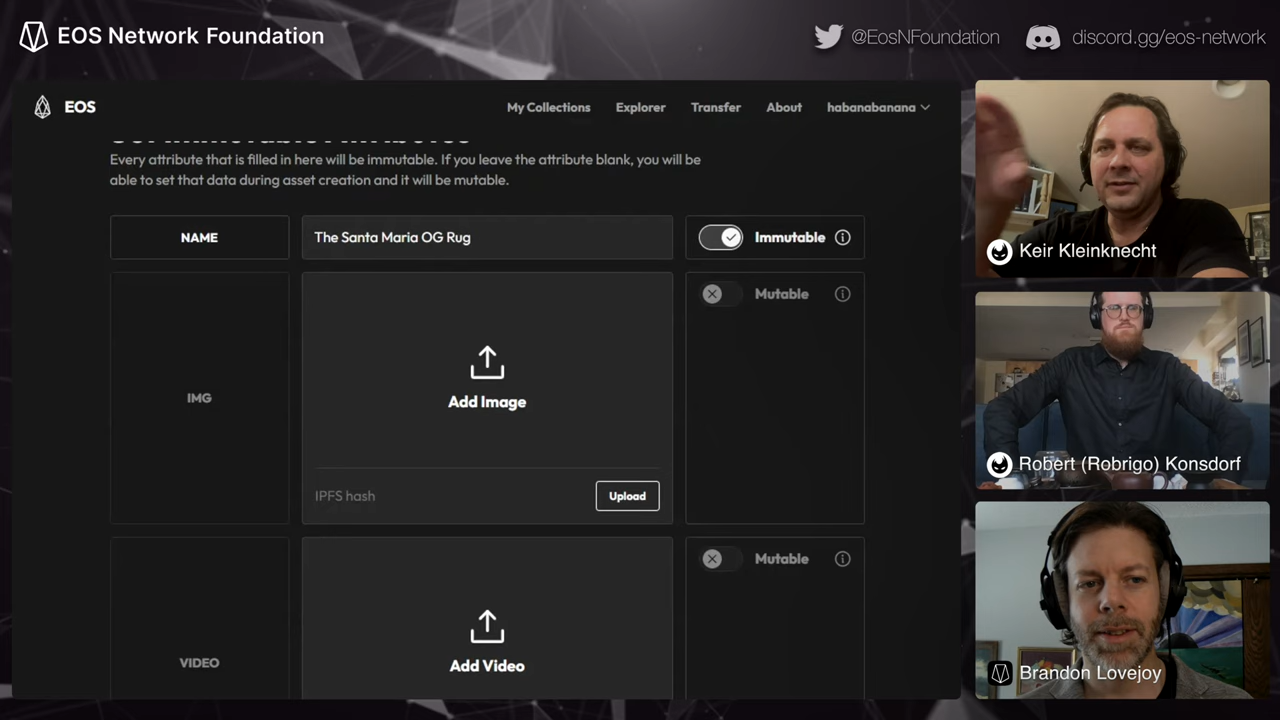 EOS Network Foundation
@EosNFoundation
discord.gg/eos-network
EOS
My Collections
Explorer
Transfer
About
habanabanana
Every attribute that is filled in here will be immutable. If you leave the attribute blank, you will be
able to set that data during asset creation and it will be mutable.
NAME
The Santa Maria OG Rug
Immutable
IMG
Add Image
IPFS hash
Upload
Mutable
VIDEO
Add Video
Mutable
Keir Kleinknecht
Robert (Robrigo) Konsdorf
Brandon Lovejoy